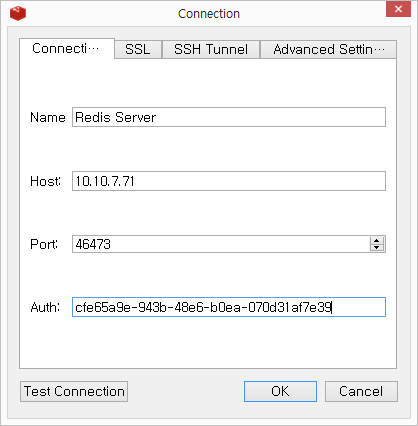 Connection
Connecti⋯
SSL
SSH Tunnel
Advanced Settin⋯
Name
Redis Server
Host:
10.10.7.71
Port:
46473
Auth:
cfe65a9e-943b-48e6-b0ea-070d31af7e39
Test Connection
OK
Cancel